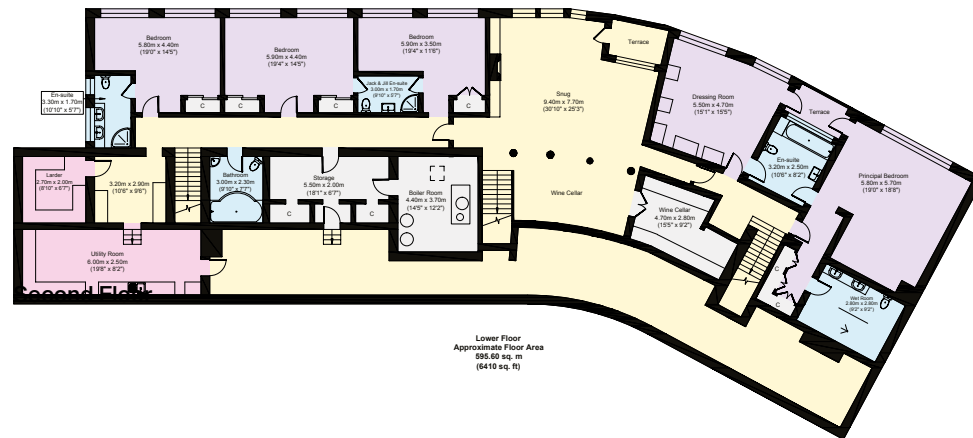 Bedroom
5.80m x 4.40m
(19'0" x 14'5")
Bedroom
5.90m x 4.40m
(19'4" x 14'5")
Bedroom
5.90m x 3.50m
(19'4" x 11'6")
Terrace
En-suite
3.30m x 1.70m
(10'10" x 5'7")
Jack & Jill En-suite
3.00m x 1.70m
(9'10" x 5'7")
C
C
C
C
Snug
9.40m x 7.70m
(30'10" x 25'3")
Dressing Room
5.50m x 4.70m
(15'1" x 15'5")
Terrace
En-suite
3.20m x 2.50m
(10'6" x 8'2")
Principal Bedroom
5.80m x 5.70m
(19'0" x 18'8")
Larder
2.70m x 2.00m
(8'10" x 6'7")
3.20m x 2.90m
(10'6" x 9'6")
Bathroom
3.00m x 2.30m
(9'10" x 7'7")
Storage
5.50m x 2.00m
(18'1" x 6'7")
C
C
C
Boiler Room
4.40m x 3.70m
(14'5" x 12'2")
Wine Cellar
Wine Cellar
4.70m x 2.80m
(15'5" x 9'2")
C
C
Wet Room
2.80m x 2.80m
(9'2" x 9'2")
Utility Room
6.00m x 2.50m
(19'8" x 8'2")
Second Floor
Lower Floor
Approximate Floor Area
595.60 sq. m
(6410 sq. ft)